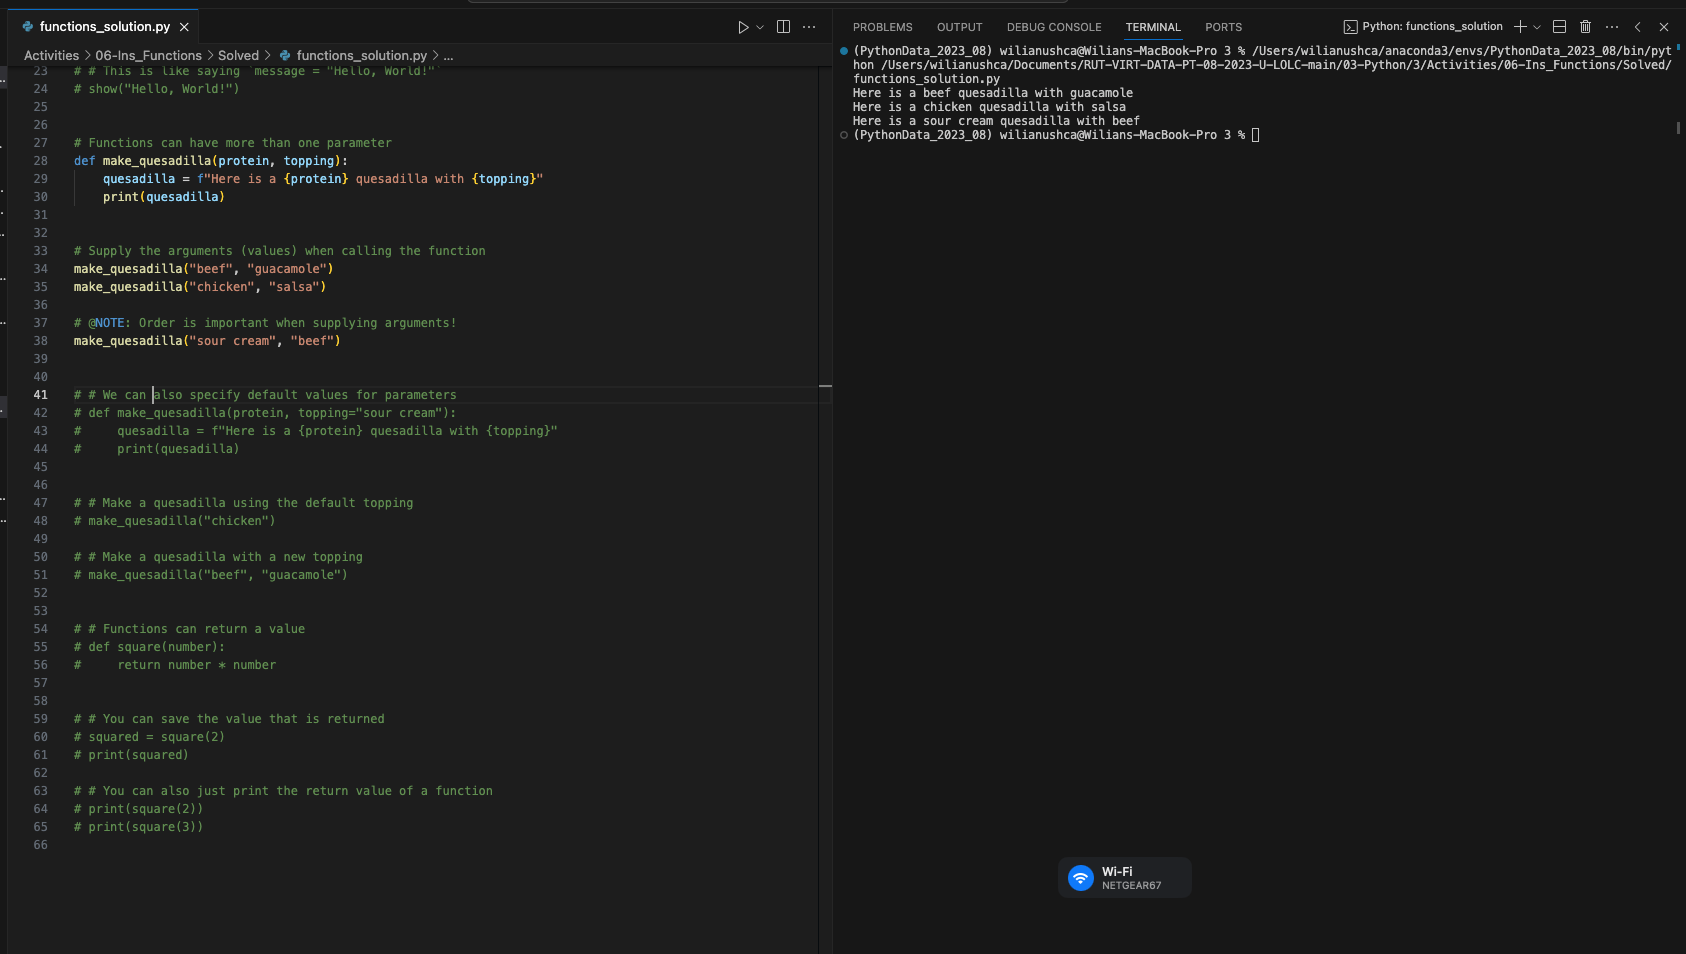 functions_solution.py
Activities > 06-Ins_Functions > Solved > functions_solution.py > ...
23 # # This is like saying `message = "Hello, World!"`
24 # show("Hello, World!")
25
26
27 # Functions can have more than one parameter
28 def make_quesadilla(protein, topping):
29     quesadilla = f"Here is a {protein} quesadilla with {topping}"
30     print(quesadilla)
31
32
33 # Supply the arguments (values) when calling the function
34 make_quesadilla("beef", "guacamole")
35 make_quesadilla("chicken", "salsa")
36
37 # @NOTE: Order is important when supplying arguments!
38 make_quesadilla("sour cream", "beef")
39
40
41 # # We can also specify default values for parameters
42 # def make_quesadilla(protein, topping="sour cream"):
43 #     quesadilla = f"Here is a {protein} quesadilla with {topping}"
44 #     print(quesadilla)
45
46
47 # # Make a quesadilla using the default topping
48 # make_quesadilla("chicken")
49
50 # # Make a quesadilla with a new topping
51 # make_quesadilla("beef", "guacamole")
52
53
54 # # Functions can return a value
55 # def square(number):
56 #     return number * number
57
58
59 # # You can save the value that is returned
60 # squared = square(2)
61 # print(squared)
62
63 # # You can also just print the return value of a function
64 # print(square(2))
65 # print(square(3))
66
PROBLEMS OUTPUT DEBUG CONSOLE TERMINAL PORTS Python: functions_solution
(PythonData_2023_08) wilianushca@Wilians-MacBook-Pro 3 % /Users/wilianushca/anaconda3/envs/PythonData_2023_08/bin/pyt
hon /Users/wilianushca/Documents/RUT-VIRT-DATA-PT-08-2023-U-LOLC-main/03-Python/3/Activities/06-Ins_Functions/Solved/
functions_solution.py
Here is a beef quesadilla with guacamole
Here is a chicken quesadilla with salsa
Here is a sour cream quesadilla with beef
(PythonData_2023_08) wilianushca@Wilians-MacBook-Pro 3 %
Wi-Fi
NETGEAR67